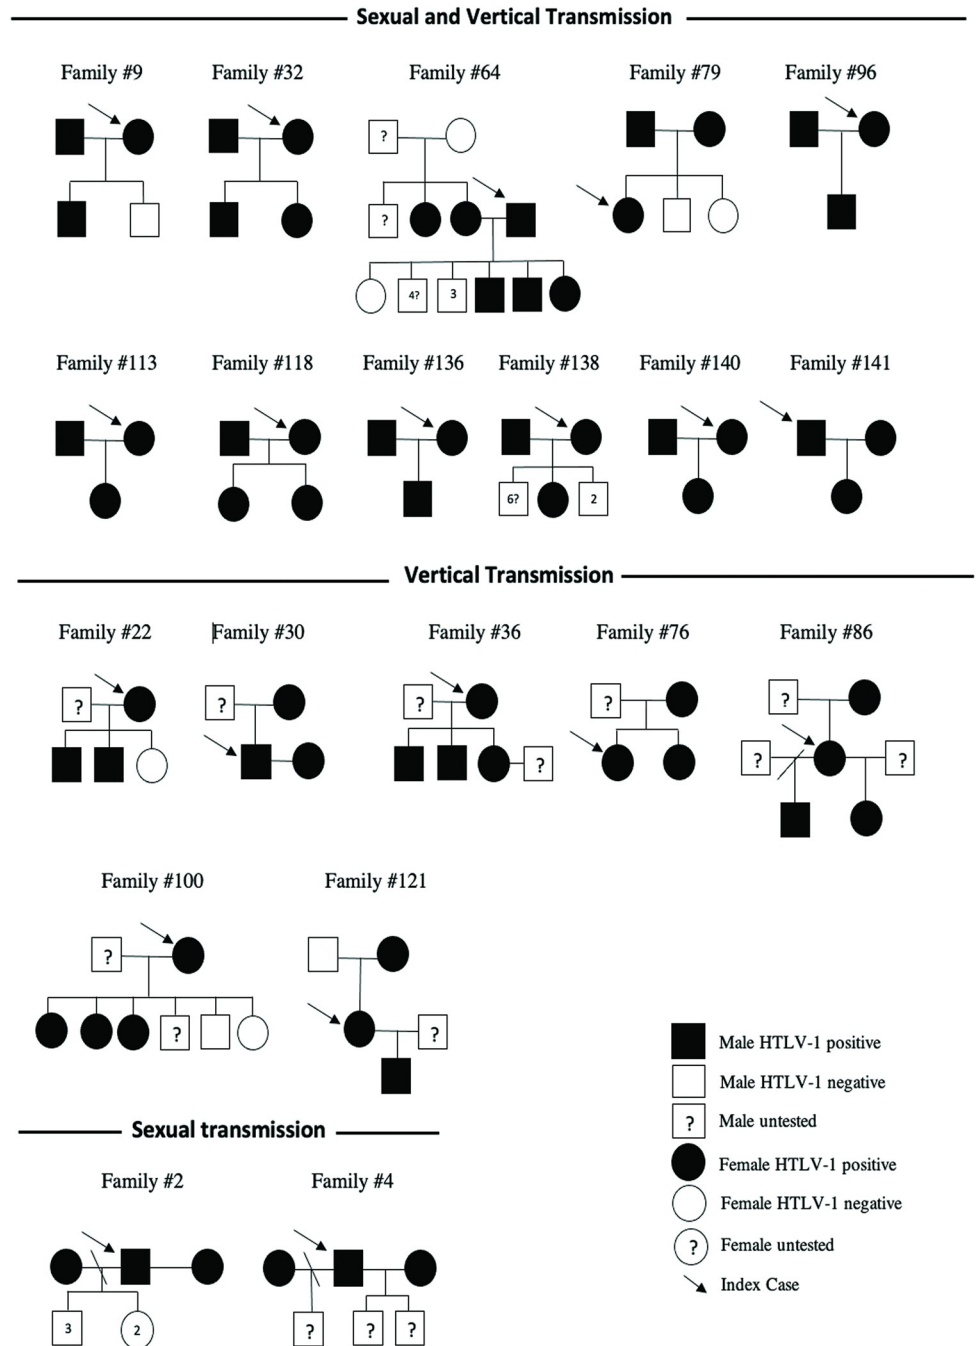 Sexual and Vertical Transmission
Family #9
Family #32
Family #64
Family #79
Family #96
?
?
4?
3
Family #113
Family #118
Family #136
Family #138
Family #140
Family #141
6?
2
Vertical Transmission
Family #22
Family #30
Family #36
Family #76
Family #86
?
?
?
?
?
?
?
?
Family #100
Family #121
?
?
?
Male HTLV-1 positive
Male HTLV-1 negative
? Male untested
Female HTLV-1 positive
Female HTLV-1 negative
? Female untested
Index Case
Sexual transmission
Family #2
Family #4
3
2
?
?
?